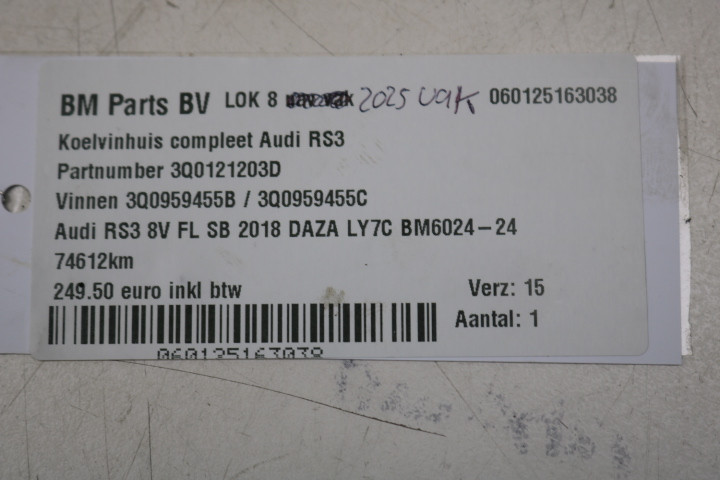 BM Parts BV LOK 8 2025 vak 060125163038
Koelvinhuis compleet Audi RS3
Partnumber 3Q0121203D
Vinnen 3Q0959455B / 3Q0959455C
Audi RS3 8V FL SB 2018 DAZA LY7C BM6024-24
74612km
249.50 euro inkl btw Verz: 15
Aantal: 1
060125163038